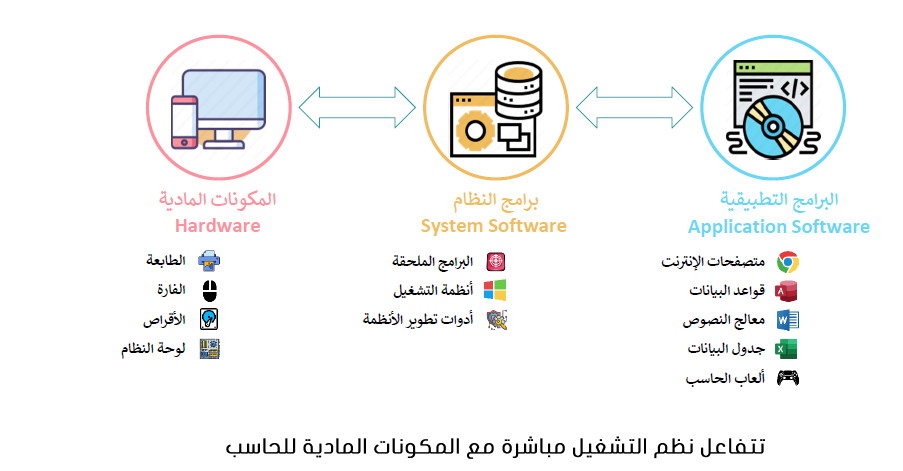 البرامج التطبيقية
Application Software
متصفحات الإنترنت
قواعد البيانات
معالج النصوص
جدول البيانات
ألعاب الحاسب
برامج النظام
System Software
البرامج الملحقة
أنظمة التشغيل
أدوات تطوير الأنظمة
المكونات المادية
Hardware
الطابعة
الفارة
الأقراص
لوحة النظام
تتفاعل نظم التشغيل مباشرة مع المكونات المادية للحاسب